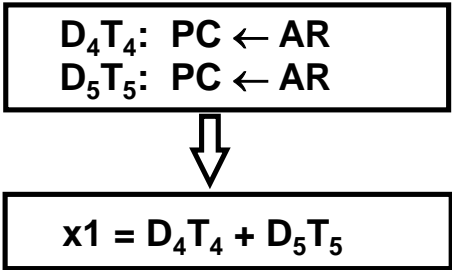 D₄T₄: PC ← AR
D₅T₅: PC ← AR
x1 = D₄T₄ + D₅T₅